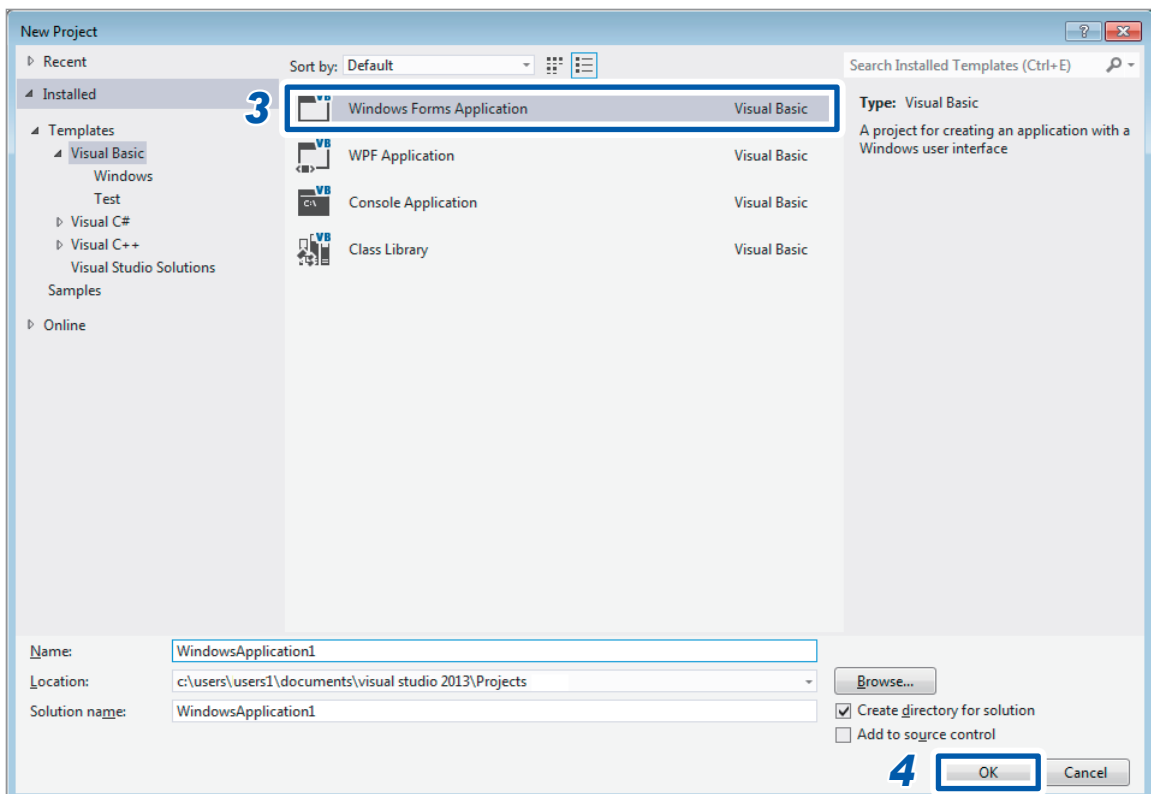 New Project
Recent
Installed
Templates
Visual Basic
Windows
Test
Visual C#
Visual C++
Visual Studio Solutions
Samples
Online
Sort by: Default
3
VB Windows Forms Application Visual Basic
VB WPF Application Visual Basic
VB C:\ Console Application Visual Basic
VB Class Library Visual Basic
Search Installed Templates (Ctrl+E)
Type: Visual Basic
A project for creating an application with a
Windows user interface
Name: WindowsApplication1
Location: c:\users\users1\documents\visual studio 2013\Projects
Browse...
Solution name: WindowsApplication1
Create directory for solution
Add to source control
4
OK Cancel